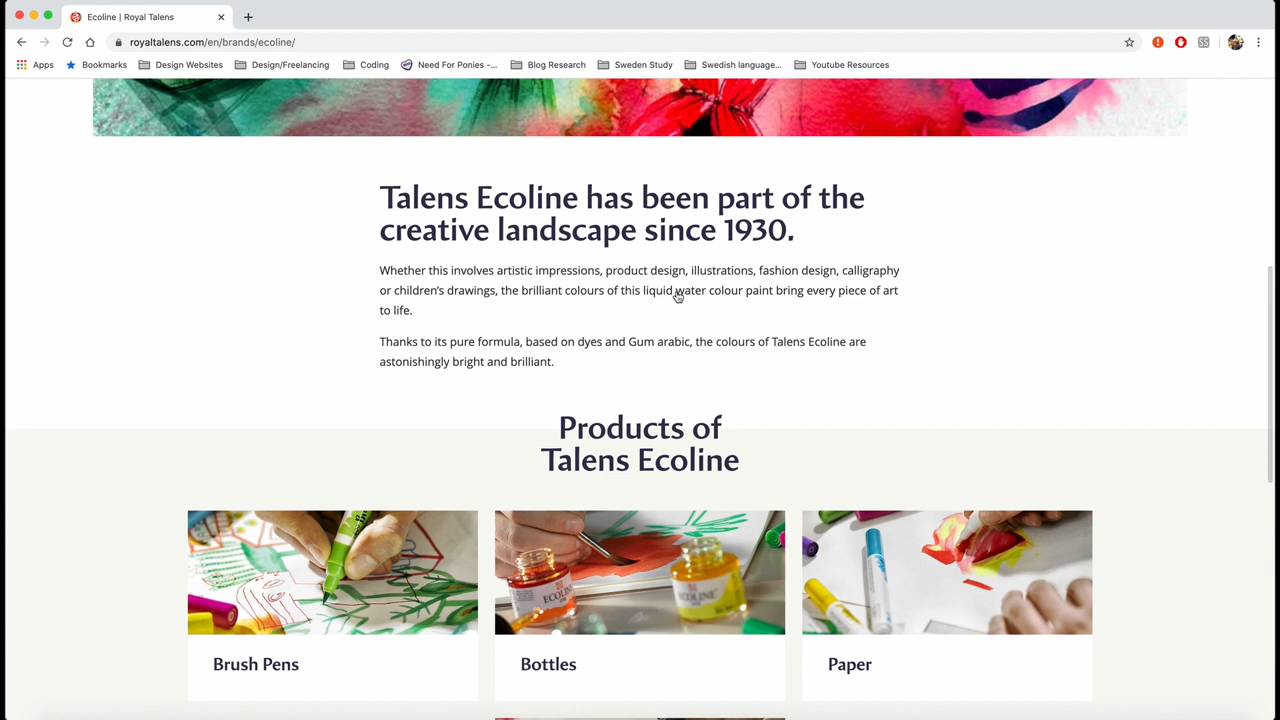 Ecoline | Royal Talens
royaltalens.com/en/brands/ecoline/
Apps Bookmarks Design Websites Design/Freelancing Coding Need For Ponies -... Blog Research Sweden Study Swedish language... Youtube Resources
Talens Ecoline has been part of the
creative landscape since 1930.
Whether this involves artistic impressions, product design, illustrations, fashion design, calligraphy
or children's drawings, the brilliant colours of this liquid water colour paint bring every piece of art
to life.
Thanks to its pure formula, based on dyes and Gum arabic, the colours of Talens Ecoline are
astonishingly bright and brilliant.
Products of
Talens Ecoline
ECOLINE
ECOLINE
Brush Pens
Bottles
Paper